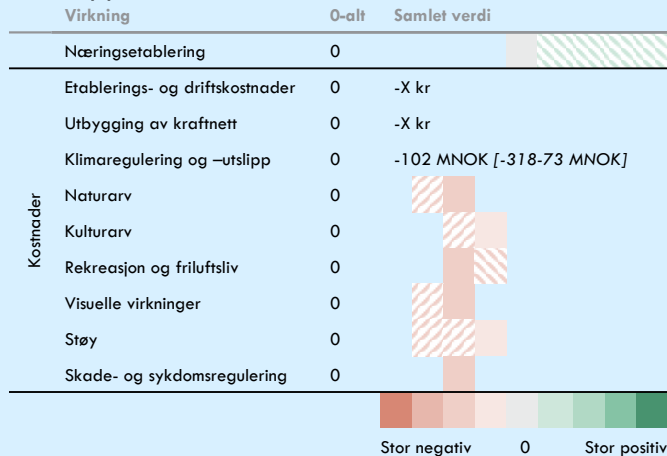 Virkning 0-alt Samlet verdi
Næringsetablering 0
Etablerings- og driftskostnader 0 -X kr
Utbygging av kraftnett 0 -X kr
Klimaregulering og –utslipp 0 -102 MNOK [-318-73 MNOK]
Kostnader
Naturarv 0
Kulturarv 0
Rekreasjon og friluftsliv 0
Visuelle virkninger 0
Støy 0
Skade- og sykdomsregulering 0
Stor negativ 0 Stor positiv